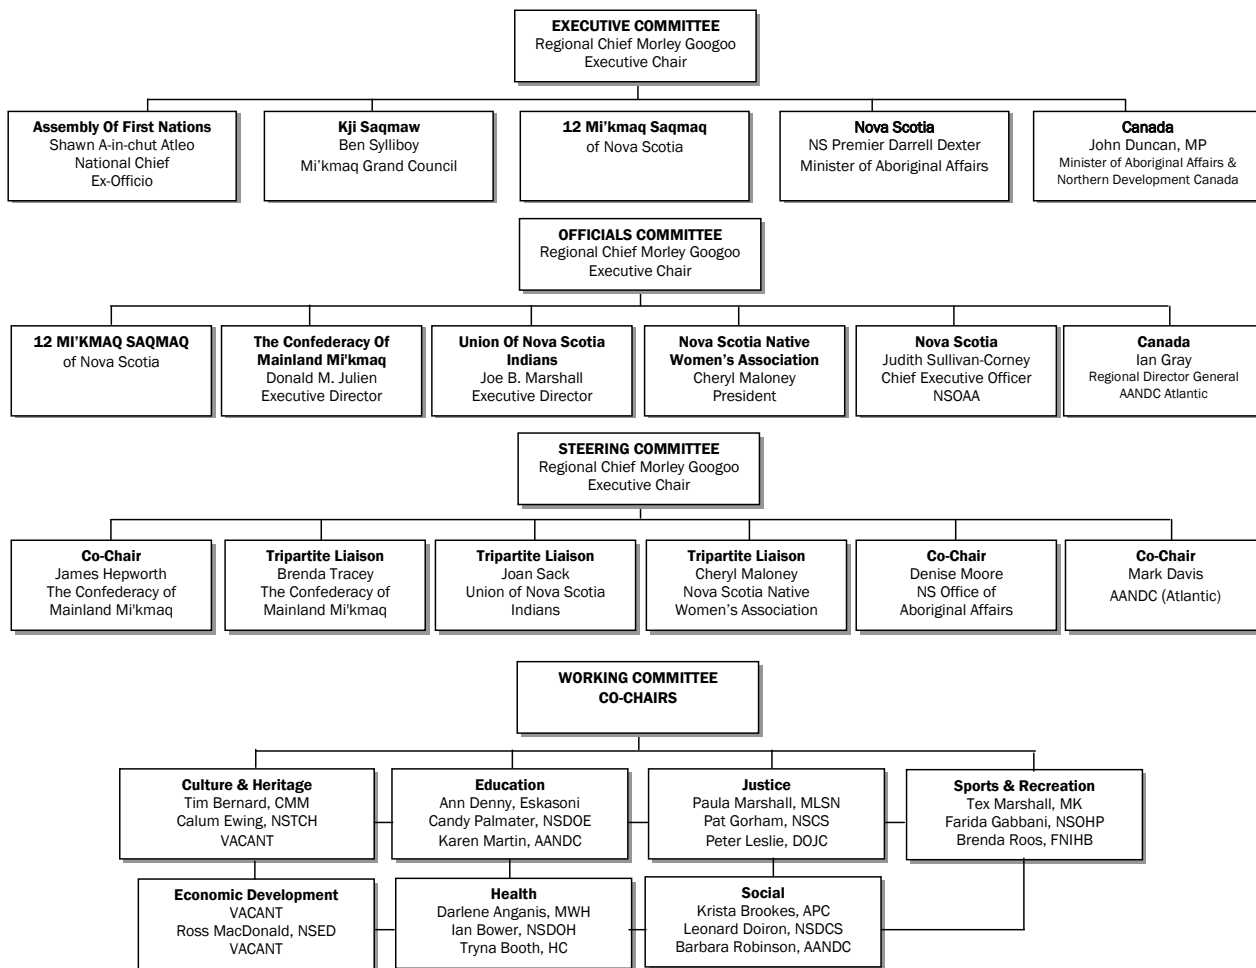 EXECUTIVE COMMITTEE
Regional Chief Morley Googoo
Executive Chair
Assembly Of First Nations
Shawn A-in-chut Atleo
National Chief
Ex-Officio
Kji Saqmaw
Ben Sylliboy
Mi'kmaq Grand Council
12 Mi'kmaq Saqmaq
of Nova Scotia
Nova Scotia
NS Premier Darrell Dexter
Minister of Aboriginal Affairs
Canada
John Duncan, MP
Minister of Aboriginal Affairs &
Northern Development Canada
OFFICIALS COMMITTEE
Regional Chief Morley Googoo
Executive Chair
12 MI'KMAQ SAQMAQ
of Nova Scotia
The Confederacy Of
Mainland Mi'kmaq
Donald M. Julien
Executive Director
Union Of Nova Scotia
Indians
Joe B. Marshall
Executive Director
Nova Scotia Native
Women's Association
Cheryl Maloney
President
Nova Scotia
Judith Sullivan-Corney
Chief Executive Officer
NSOAA
Canada
Ian Gray
Regional Director General
AANDC Atlantic
STEERING COMMITTEE
Regional Chief Morley Googoo
Executive Chair
Co-Chair
James Hepworth
The Confederacy of
Mainland Mi'kmaq
Tripartite Liaison
Brenda Tracey
The Confederacy of
Mainland Mi'kmaq
Tripartite Liaison
Joan Sack
Union of Nova Scotia
Indians
Tripartite Liaison
Cheryl Maloney
Nova Scotia Native
Women's Association
Co-Chair
Denise Moore
NS Office of
Aboriginal Affairs
Co-Chair
Mark Davis
AANDC (Atlantic)
WORKING COMMITTEE
CO-CHAIRS
Culture & Heritage
Tim Bernard, CMM
Calum Ewing, NSTCH
VACANT
Education
Ann Denny, Eskasoni
Candy Palmater, NSDOE
Karen Martin, AANDC
Justice
Paula Marshall, MLSN
Pat Gorham, NSCS
Peter Leslie, DOJC
Sports & Recreation
Tex Marshall, MK
Farida Gabbani, NSOHP
Brenda Roos, FNIHB
Economic Development
VACANT
Ross MacDonald, NSED
VACANT
Health
Darlene Anganis, MWH
Ian Bower, NSDOH
Tryna Booth, HC
Social
Krista Brookes, APC
Leonard Doiron, NSDCS
Barbara Robinson, AANDC